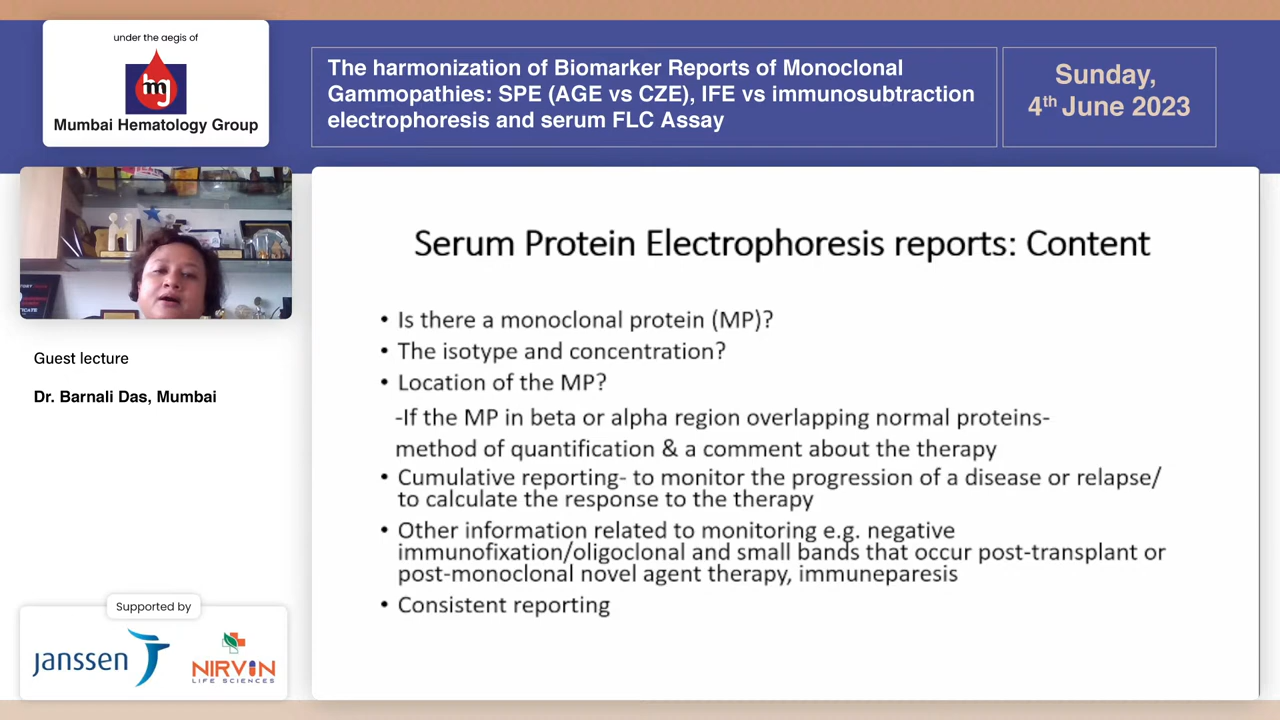 under the aegis of
mg
Mumbai Hematology Group
The harmonization of Biomarker Reports of Monoclonal
Gammopathies: SPE (AGE vs CZE), IFE vs immunosubtraction
electrophoresis and serum FLC Assay
Sunday,
4th June 2023
Guest lecture
Dr. Barnali Das, Mumbai
Supported by
janssen
NIRVIN
LIFE SCIENCES
Serum Protein Electrophoresis reports: Content
• Is there a monoclonal protein (MP)?
• The isotype and concentration?
• Location of the MP?
-If the MP in beta or alpha region overlapping normal proteins-
method of quantification & a comment about the therapy
• Cumulative reporting- to monitor the progression of a disease or relapse/
to calculate the response to the therapy
• Other information related to monitoring e.g. negative
immunofixation/oligoclonal and small bands that occur post-transplant or
post-monoclonal novel agent therapy, immuneparesis
• Consistent reporting